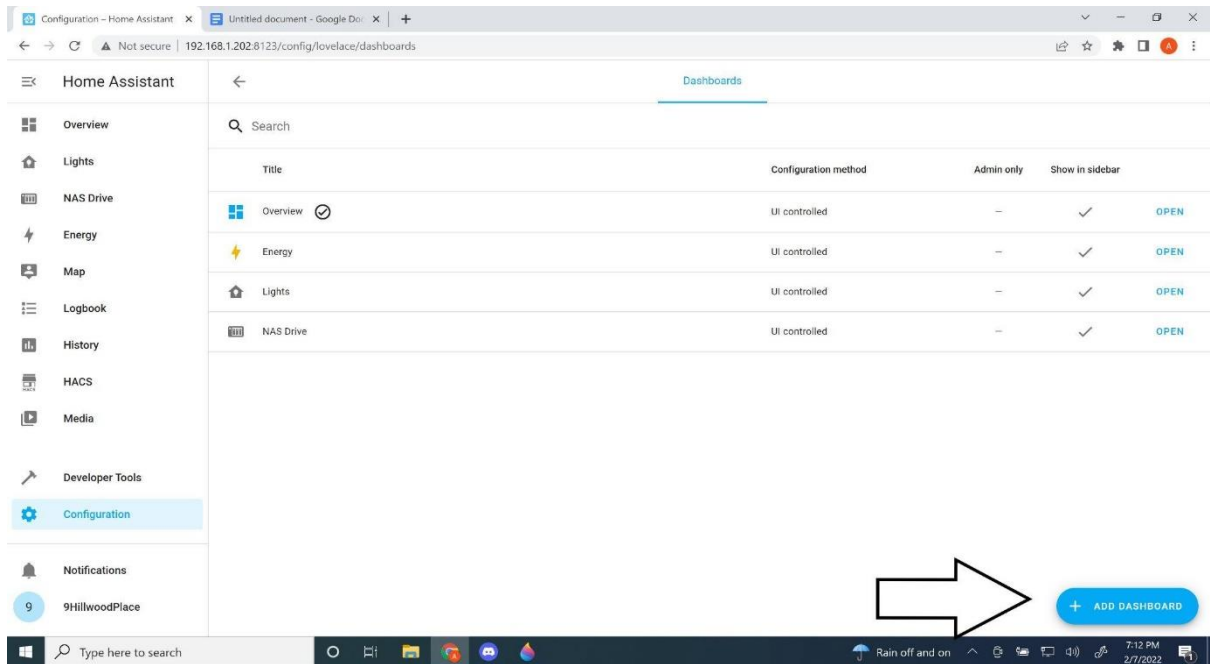 Configuration – Home Assistant
Untitled document - Google Doc
Not secure | 192.168.1.202:8123/config/lovelace/dashboards
A
Home Assistant
Dashboards
Overview
Lights
NAS Drive
Energy
Map
Logbook
History
HACS
HACS
Media
Developer Tools
Configuration
Notifications
9 9HillwoodPlace
Search
Title Configuration method Admin only Show in sidebar
Overview UI controlled – OPEN
Energy UI controlled – OPEN
Lights UI controlled – OPEN
NAS Drive UI controlled – OPEN
+ ADD DASHBOARD
Type here to search
Rain off and on
7:12 PM
2/7/2022